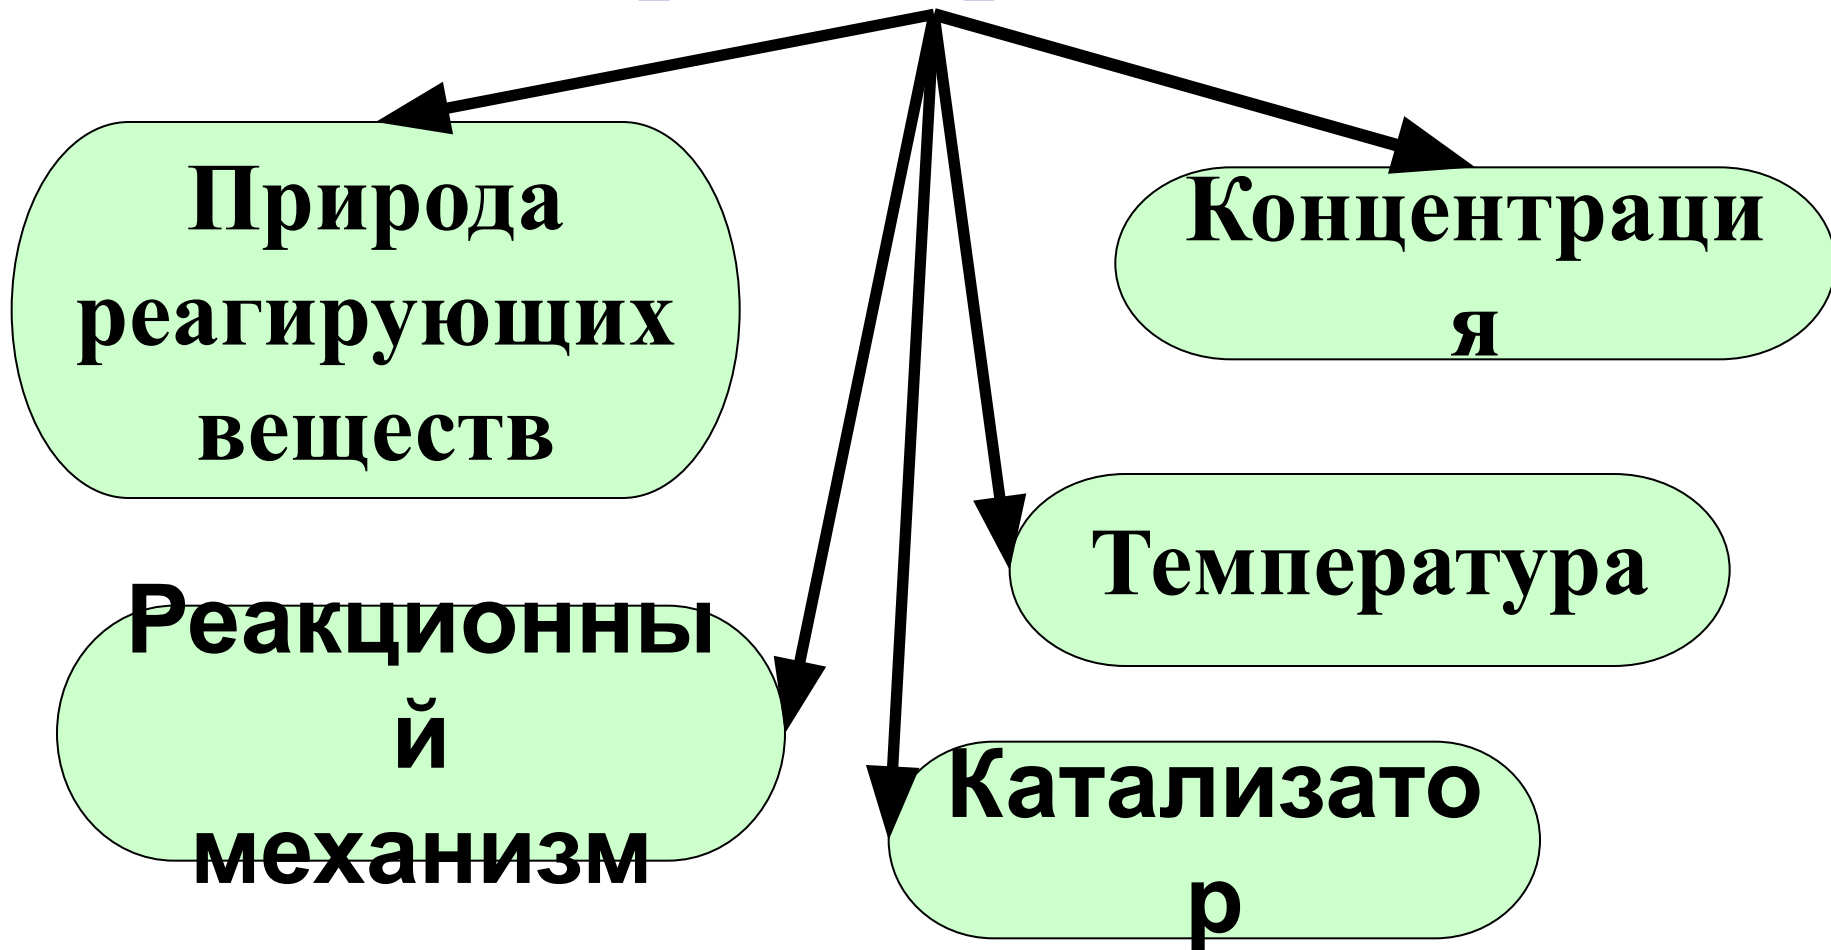 Природа
реагирующих
веществ
Концентраци
я
Температура
Реакционны
й
механизм
Катализато
р